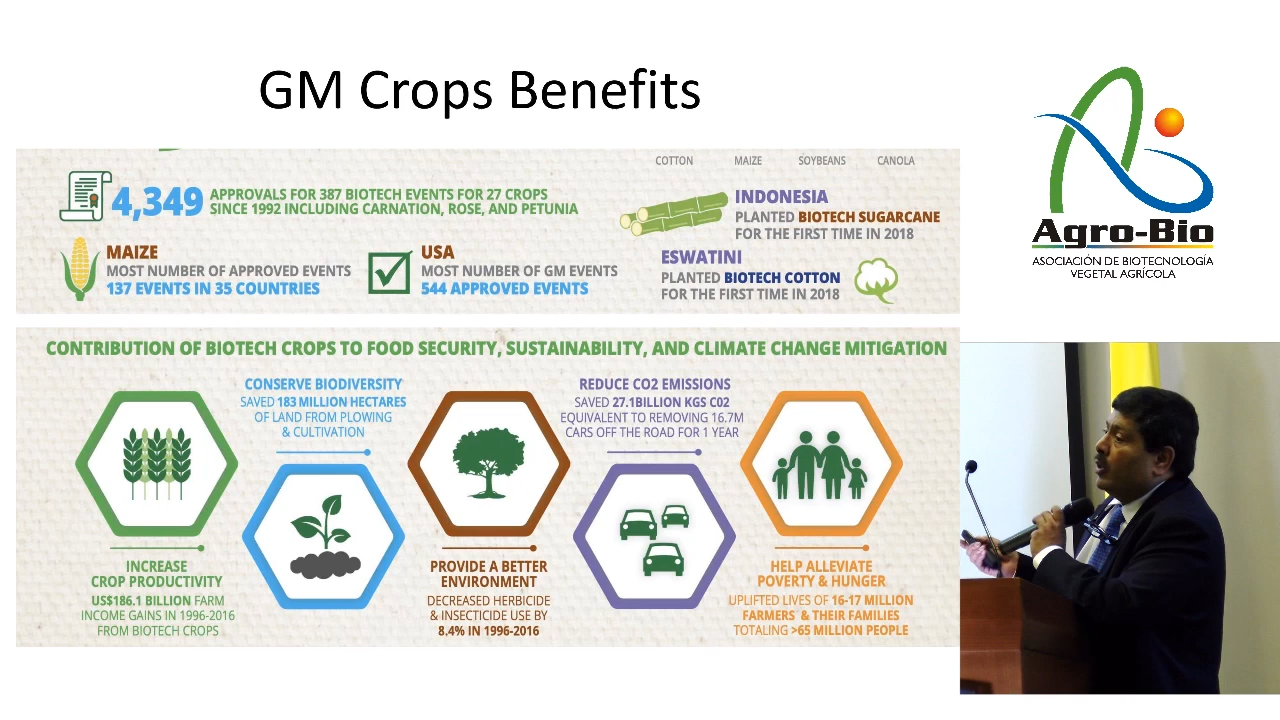 GM Crops Benefits
COTTON MAIZE SOYBEANS CANOLA
4,349 APPROVALS FOR 387 BIOTECH EVENTS FOR 27 CROPS
SINCE 1992 INCLUDING CARNATION, ROSE, AND PETUNIA
MAIZE
MOST NUMBER OF APPROVED EVENTS
137 EVENTS IN 35 COUNTRIES
USA
MOST NUMBER OF GM EVENTS
544 APPROVED EVENTS
INDONESIA
PLANTED BIOTECH SUGARCANE
FOR THE FIRST TIME IN 2018
ESWATINI
PLANTED BIOTECH COTTON
FOR THE FIRST TIME IN 2018
CONTRIBUTION OF BIOTECH CROPS TO FOOD SECURITY, SUSTAINABILITY, AND CLIMATE CHANGE MITIGATION
INCREASE
CROP PRODUCTIVITY
US$186.1 BILLION FARM
INCOME GAINS IN 1996-2016
FROM BIOTECH CROPS
CONSERVE BIODIVERSITY
SAVED 183 MILLION HECTARES
OF LAND FROM PLOWING
& CULTIVATION
PROVIDE A BETTER
ENVIRONMENT
DECREASED HERBICIDE
& INSECTICIDE USE BY
8.4% IN 1996-2016
REDUCE CO2 EMISSIONS
SAVED 27.1BILLION KGS C02
EQUIVALENT TO REMOVING 16.7M
CARS OFF THE ROAD FOR 1 YEAR
HELP ALLEVIATE
POVERTY & HUNGER
UPLIFTED LIVES OF 16-17 MILLION
FARMERS & THEIR FAMILIES
TOTALING >65 MILLION PEOPLE
Agro-Bio
ASOCIACIÓN DE BIOTECNOLOGÍA
VEGETAL AGRÍCOLA